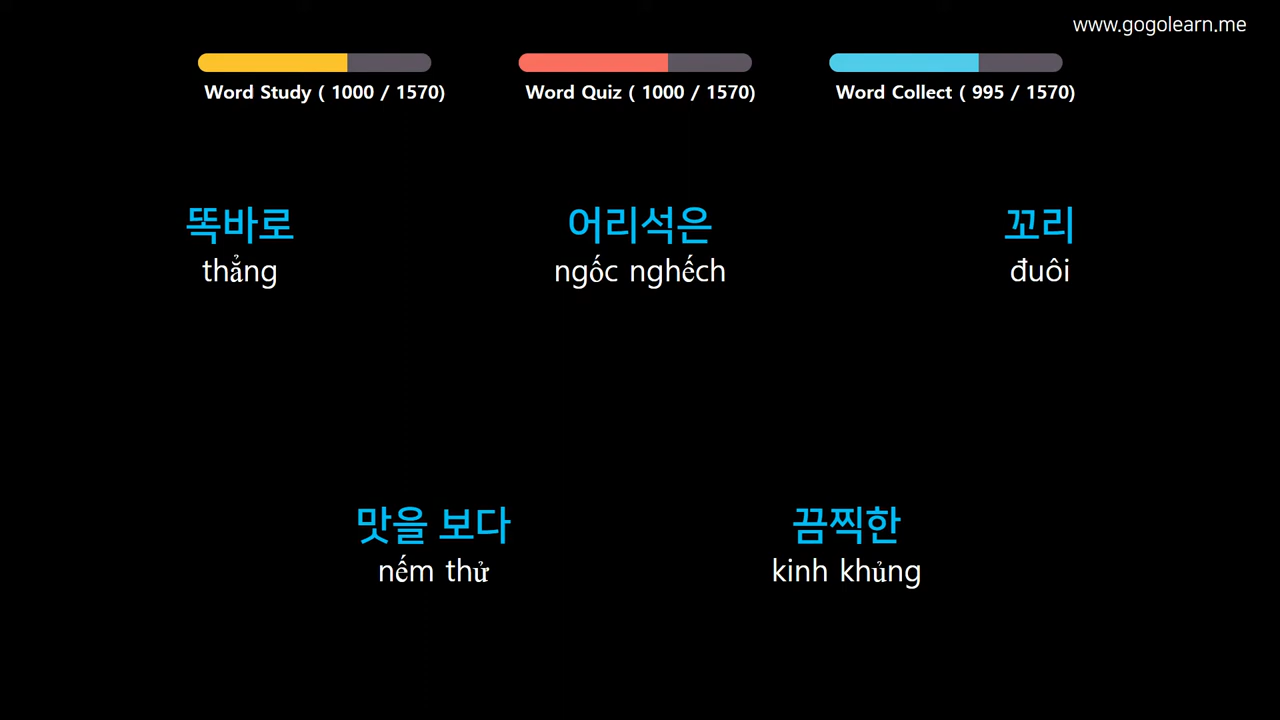 www.gogolearn.me
Word Study ( 1000 / 1570)
Word Quiz ( 1000 / 1570)
Word Collect ( 995 / 1570)
똑바로
thẳng
어리석은
ngốc nghếch
꼬리
đuôi
맛을 보다
nếm thử
끔찍한
kinh khủng